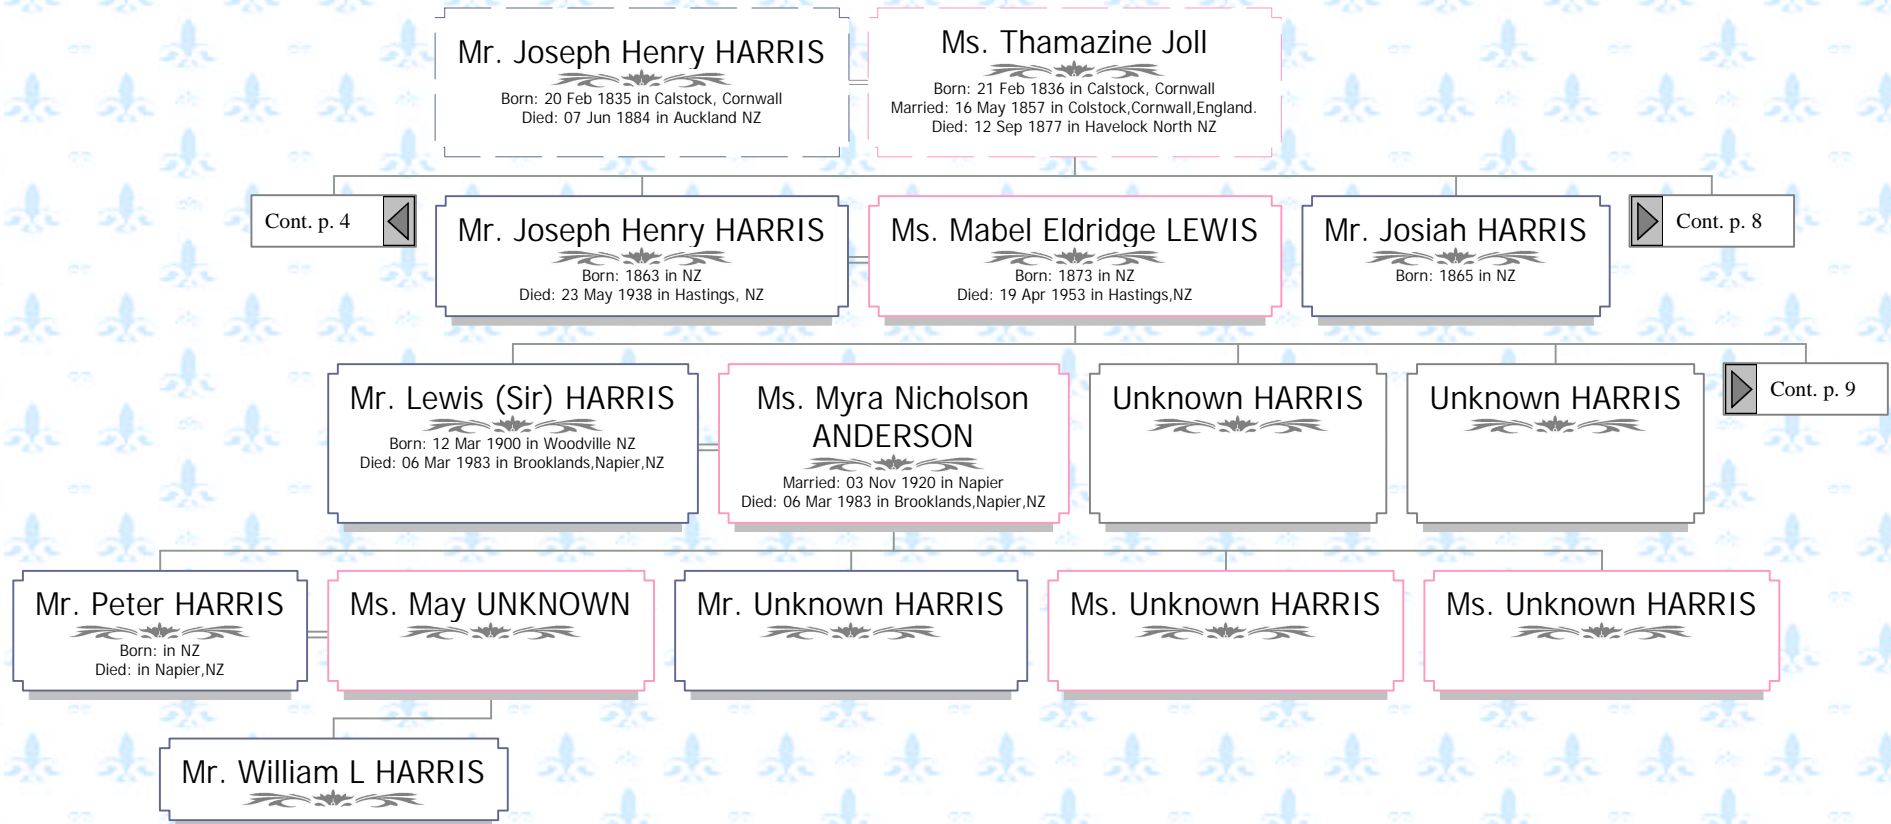 Mr. Joseph Henry HARRIS
Born: 20 Feb 1835 in Calstock, Cornwall
Died: 07 Jun 1884 in Auckland NZ
Ms. Thamazine Joll
Born: 21 Feb 1836 in Calstock, Cornwall
Married: 16 May 1857 in Colstock,Cornwall,England.
Died: 12 Sep 1877 in Havelock North NZ
Cont. p. 4
Mr. Joseph Henry HARRIS
Born: 1863 in NZ
Died: 23 May 1938 in Hastings, NZ
Ms. Mabel Eldridge LEWIS
Born: 1873 in NZ
Died: 19 Apr 1953 in Hastings,NZ
Mr. Josiah HARRIS
Born: 1865 in NZ
Cont. p. 8
Mr. Lewis (Sir) HARRIS
Born: 12 Mar 1900 in Woodville NZ
Died: 06 Mar 1983 in Brooklands,Napier,NZ
Ms. Myra Nicholson
ANDERSON
Married: 03 Nov 1920 in Napier
Died: 06 Mar 1983 in Brooklands,Napier,NZ
Unknown HARRIS
Unknown HARRIS
Cont. p. 9
Mr. Peter HARRIS
Born: in NZ
Died: in Napier,NZ
Ms. May UNKNOWN
Mr. Unknown HARRIS
Ms. Unknown HARRIS
Ms. Unknown HARRIS
Mr. William L HARRIS